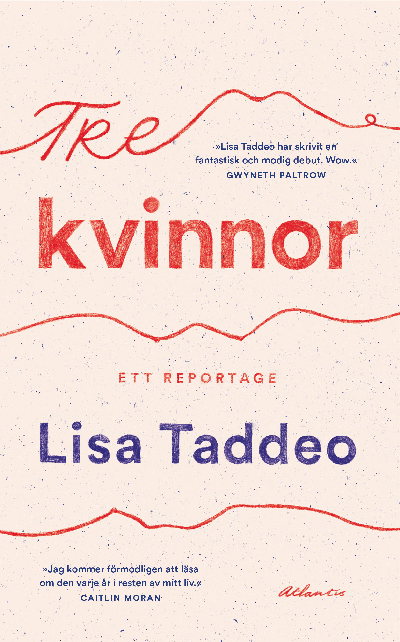 Tre
»Lisa Taddeo har skrivit en
fantastisk och modig debut. Wow.«
GWYNETH PALTROW
kvinnor
ETT REPORTAGE
Lisa Taddeo
»Jag kommer förmodligen att läsa
om den varje år i resten av mitt liv.«
CAITLIN MORAN
Atlantis